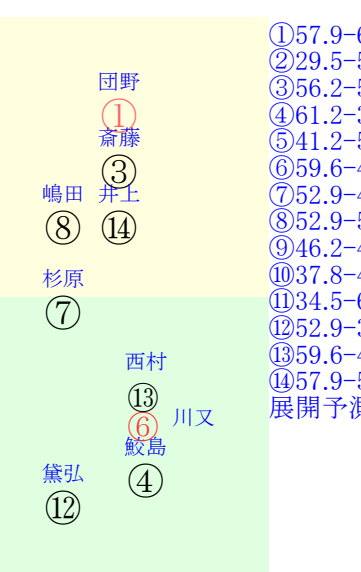 団野
①
斎藤
③
嶋田 井上
⑧ ⑭
杉原
⑦
西村
⑬
川又
⑥
鮫島
④
黛弘
⑫
①57.9-6
②29.5-5
③56.2-5
④61.2-3
⑤41.2-5
⑥59.6-4
⑦52.9-4
⑧52.9-5
⑨46.2-4
⑩37.8-4
⑪34.5-6
⑫52.9-3
⑬59.6-4
⑭57.9-5
展開予測